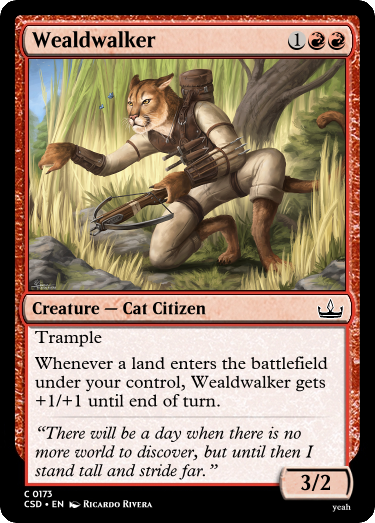 Wealdwalker 1
Creature — Cat Citizen
Trample
Whenever a land enters the battlefield
under your control, Wealdwalker gets
+1/+1 until end of turn.
“There will be a day when there is no
more world to discover, but until then I
stand tall and stride far.”
3/2
C 0173
CSD • EN RICARDO RIVERA
yeah